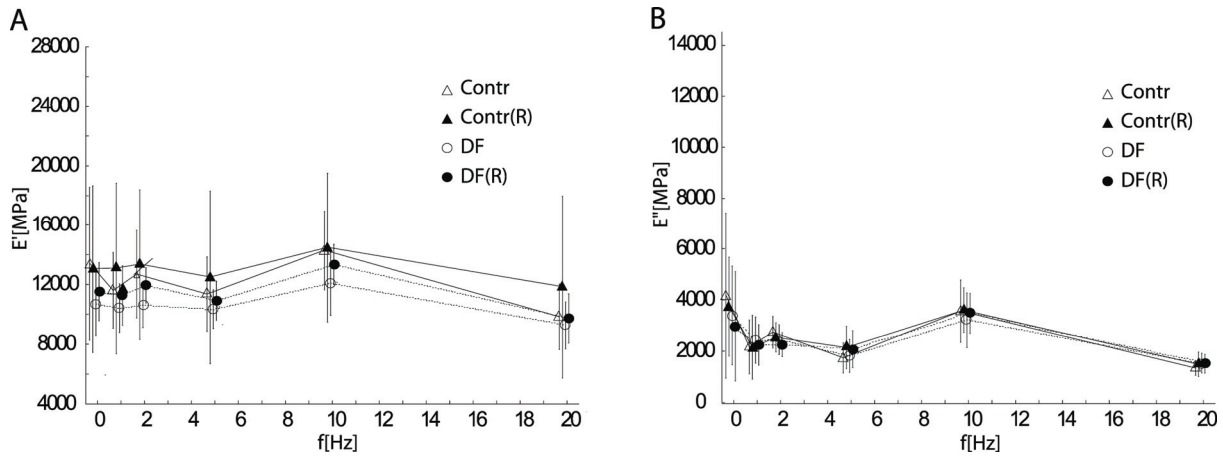 A
28000
24000
20000
16000
12000
8000
4000
E'[MPa]
0 2 4 6 8 10 12 14 16 18 20
f[Hz]
Contr
Contr(R)
DF
DF(R)
B
14000
12000
10000
8000
6000
4000
2000
0
E"[MPa]
0 2 4 6 8 10 12 14 16 18 20
f[Hz]
Contr
Contr(R)
DF
DF(R)